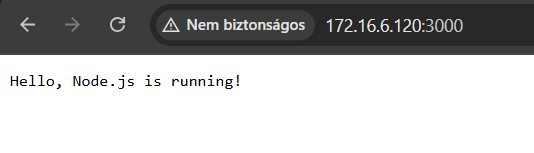 Nem biztonságos 172.16.6.120:3000
Hello, Node.js is running!